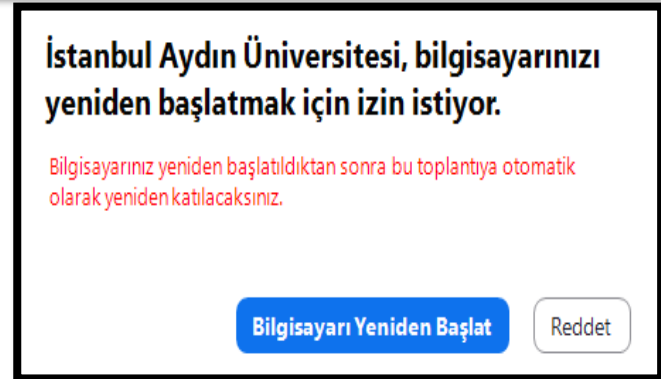 İstanbul Aydın Üniversitesi, bilgisayarınızı
yeniden başlatmak için izin istiyor.
Bilgisayarınız yeniden başlatıldıktan sonra bu toplantıya otomatik
olarak yeniden katılacaksınız.
Bilgisayarı Yeniden Başlat
Reddet